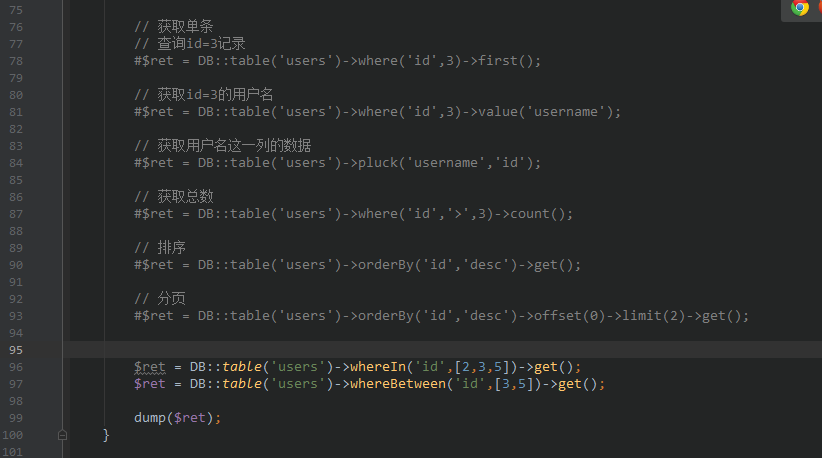 75
76 // 获取单条
77 // 查询id=3记录
78 #$ret = DB::table('users')->where('id',3)->first();
79
80 // 获取id=3的用户名
81 #$ret = DB::table('users')->where('id',3)->value('username');
82
83 // 获取用户名这一列的数据
84 #$ret = DB::table('users')->pluck('username','id');
85
86 // 获取总数
87 #$ret = DB::table('users')->where('id','>',3)->count();
88
89 // 排序
90 #$ret = DB::table('users')->orderBy('id','desc')->get();
91
92 // 分页
93 #$ret = DB::table('users')->orderBy('id','desc')->offset(0)->limit(2)->get();
94
95
96 $ret = DB::table('users')->whereIn('id',[2,3,5])->get();
97 $ret = DB::table('users')->whereBetween('id',[3,5])->get();
98
99 dump($ret);
100 }
101